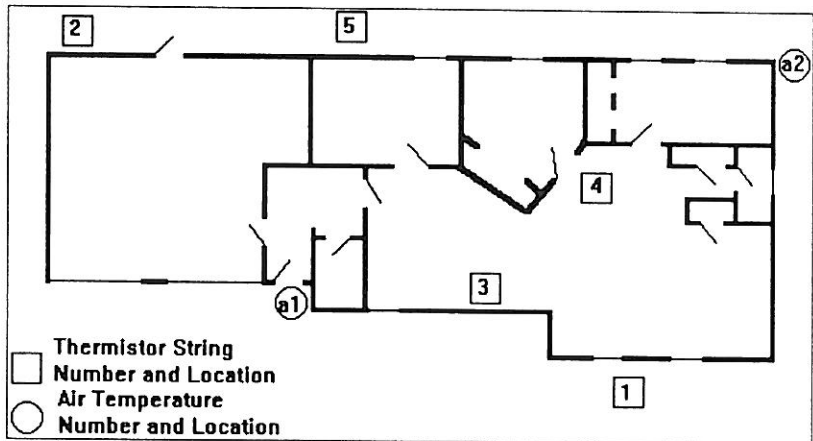 2
5
a2
4
3
a1
1
Thermistor String
Number and Location
Air Temperature
Number and Location